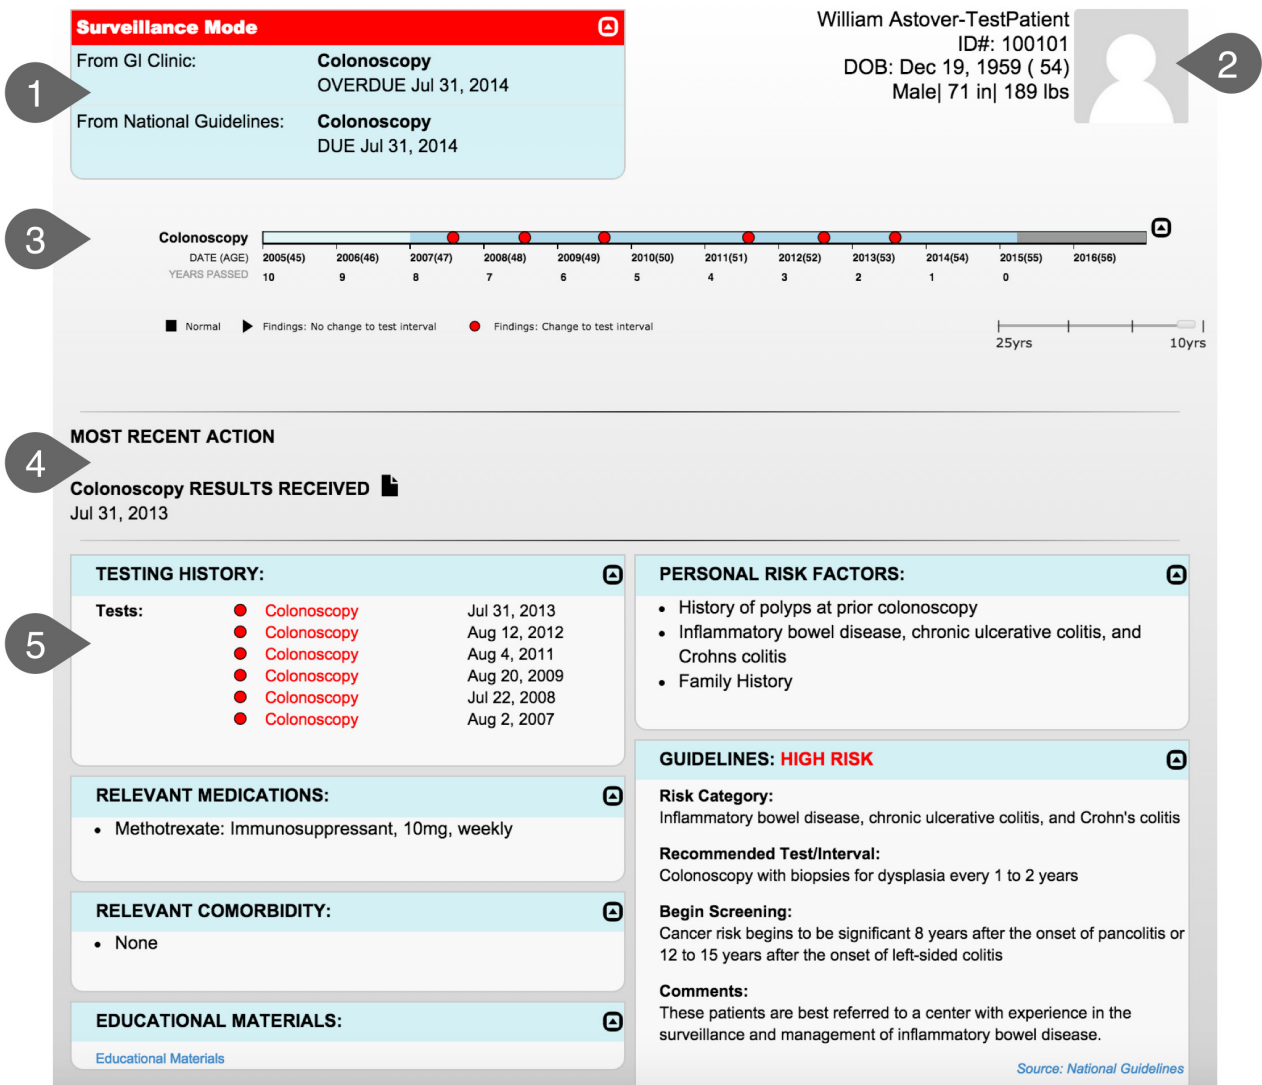 Surveillance Mode
From GI Clinic: Colonoscopy
OVERDUE Jul 31, 2014
From National Guidelines: Colonoscopy
DUE Jul 31, 2014
1
William Astover-TestPatient
ID#: 100101
DOB: Dec 19, 1959 ( 54)
Male| 71 in| 189 lbs
2
3
Colonoscopy
DATE (AGE) 2005(45) 2006(46) 2007(47) 2008(48) 2009(49) 2010(50) 2011(51) 2012(52) 2013(53) 2014(54) 2015(55) 2016(56)
YEARS PASSED 10 9 8 7 6 5 4 3 2 1 0
Normal Findings: No change to test interval Findings: Change to test interval
25yrs 10yrs
MOST RECENT ACTION
4
Colonoscopy RESULTS RECEIVED
Jul 31, 2013
TESTING HISTORY:
Tests: Colonoscopy Jul 31, 2013
Colonoscopy Aug 12, 2012
5
Colonoscopy Aug 4, 2011
Colonoscopy Aug 20, 2009
Colonoscopy Jul 22, 2008
Colonoscopy Aug 2, 2007
RELEVANT MEDICATIONS:
• Methotrexate: Immunosuppressant, 10mg, weekly
RELEVANT COMORBIDITY:
• None
EDUCATIONAL MATERIALS:
Educational Materials
PERSONAL RISK FACTORS:
• History of polyps at prior colonoscopy
• Inflammatory bowel disease, chronic ulcerative colitis, and
Crohns colitis
• Family History
GUIDELINES: HIGH RISK
Risk Category:
Inflammatory bowel disease, chronic ulcerative colitis, and Crohn's colitis
Recommended Test/Interval:
Colonoscopy with biopsies for dysplasia every 1 to 2 years
Begin Screening:
Cancer risk begins to be significant 8 years after the onset of pancolitis or
12 to 15 years after the onset of left-sided colitis
Comments:
These patients are best referred to a center with experience in the
surveillance and management of inflammatory bowel disease.
Source: National Guidelines